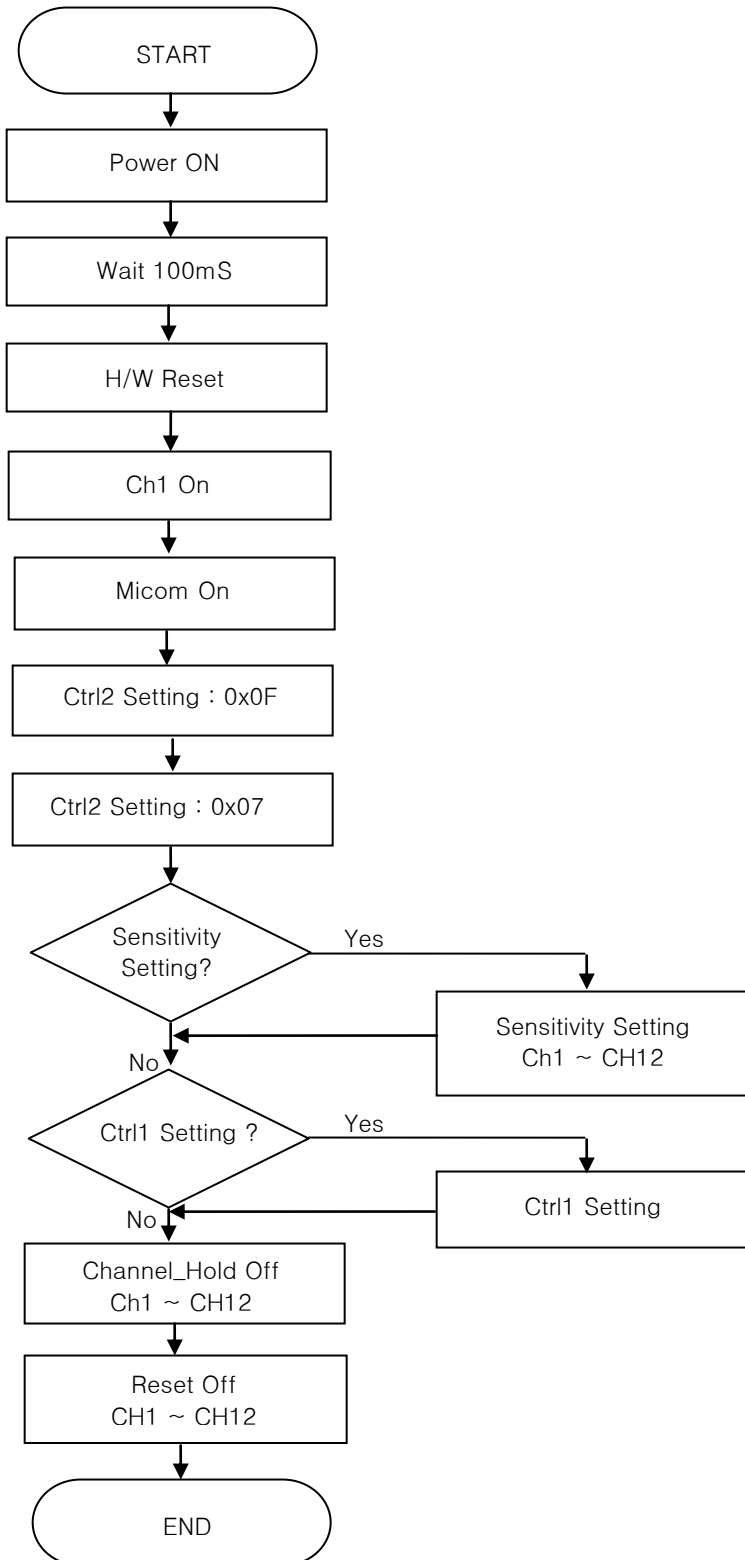 START
Power ON
Wait 100mS
H/W Reset
Ch1 On
Micom On
Ctrl2 Setting : 0x0F
Ctrl2 Setting : 0x07
Sensitivity
Setting?
Yes
Sensitivity Setting
Ch1 ~ CH12
No
Ctrl1 Setting ?
Yes
Ctrl1 Setting
No
Channel_Hold Off
Ch1 ~ CH12
Reset Off
CH1 ~ CH12
END